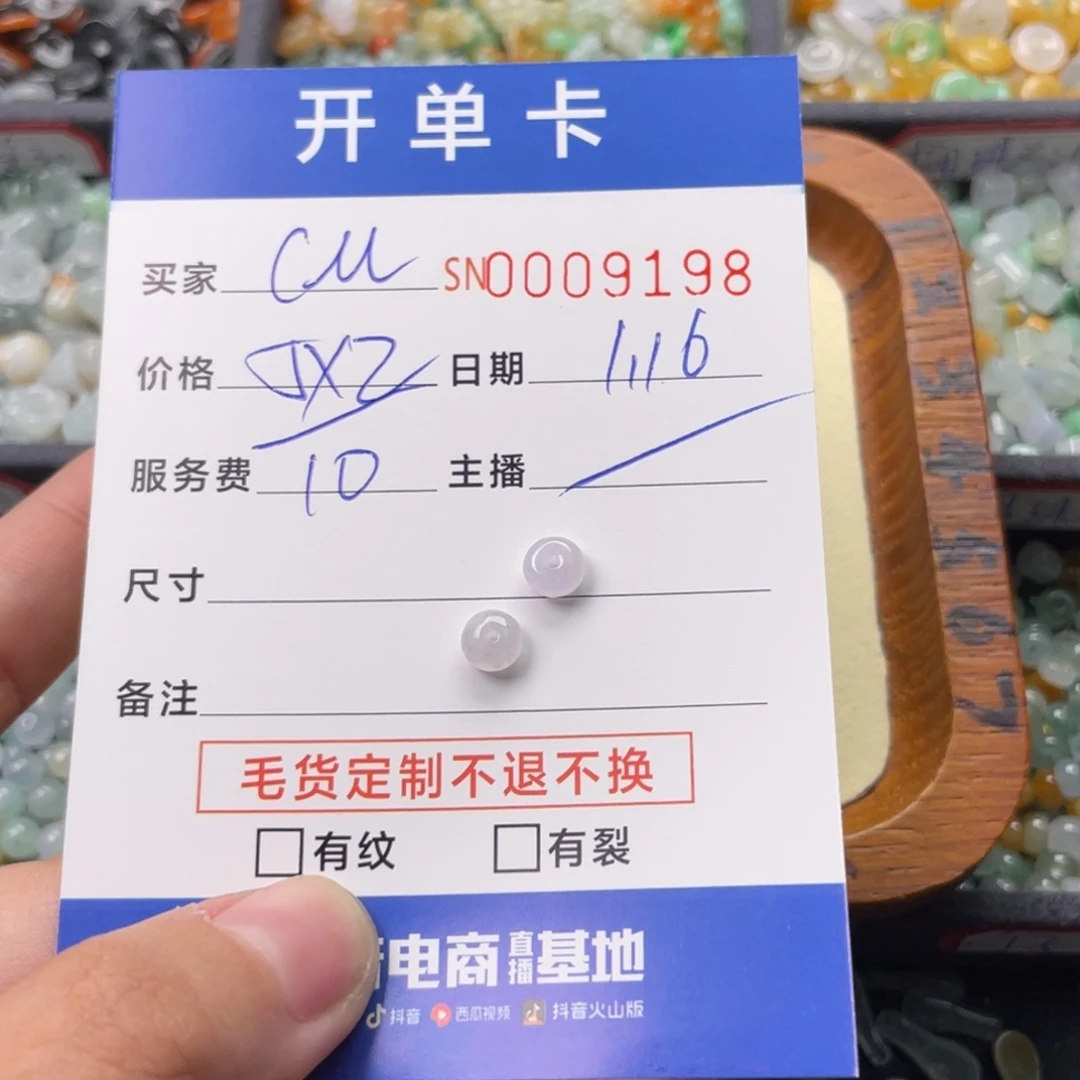 开单卡
买家 CM SN0009198
价格 JXZ 日期 1.16
服务费 10 主播
尺寸
备注
毛货定制不退不换
有纹 有裂
电商直播基地
抖音 西瓜视频 抖音火山版